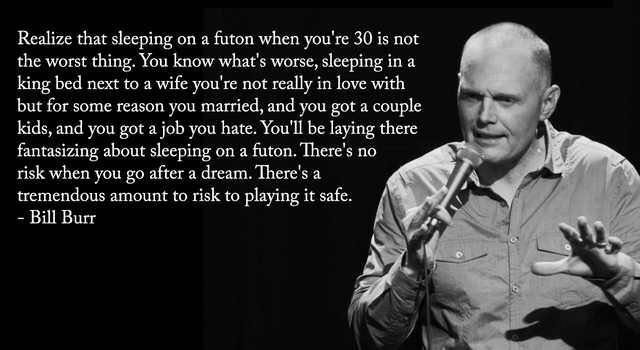 Realize that sleeping on a futon when you're 30 is not
the worst thing. You know what's worse, sleeping in a
king bed next to a wife you're not really in love with
but for some reason you married, and you got a couple
kids, and you got a job you hate. You'll be laying there
fantasizing about sleeping on a futon. There's no
risk when you go after a dream. There's a
tremendous amount to risk to playing it safe.
- Bill Burr